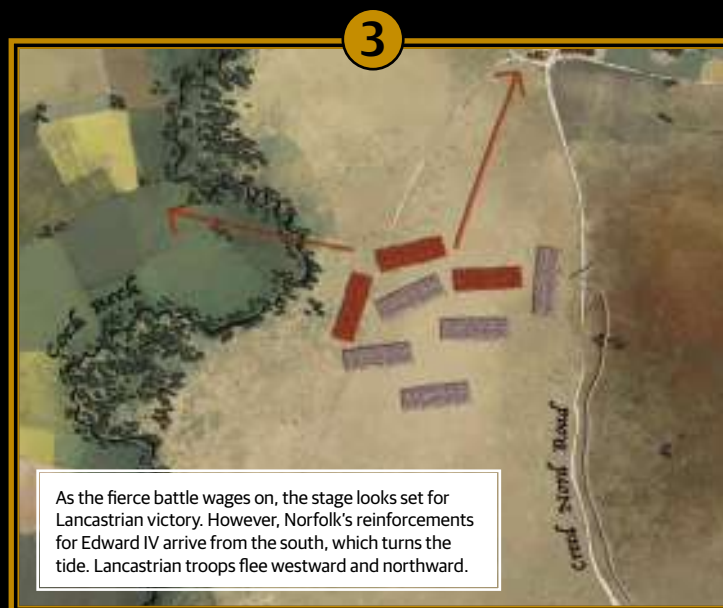 3
Cock Beck
Great Nord Road
As the fierce battle wages on, the stage looks set for
Lancastrian victory. However, Norfolk's reinforcements
for Edward IV arrive from the south, which turns the
tide. Lancastrian troops flee westward and northward.